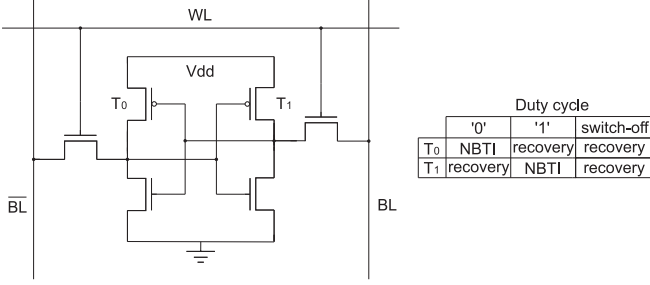 WL
Vdd
T0
T1
BL
BL
Duty cycle
'0' '1' switch-off
T0 NBTI recovery recovery
T1 recovery NBTI recovery